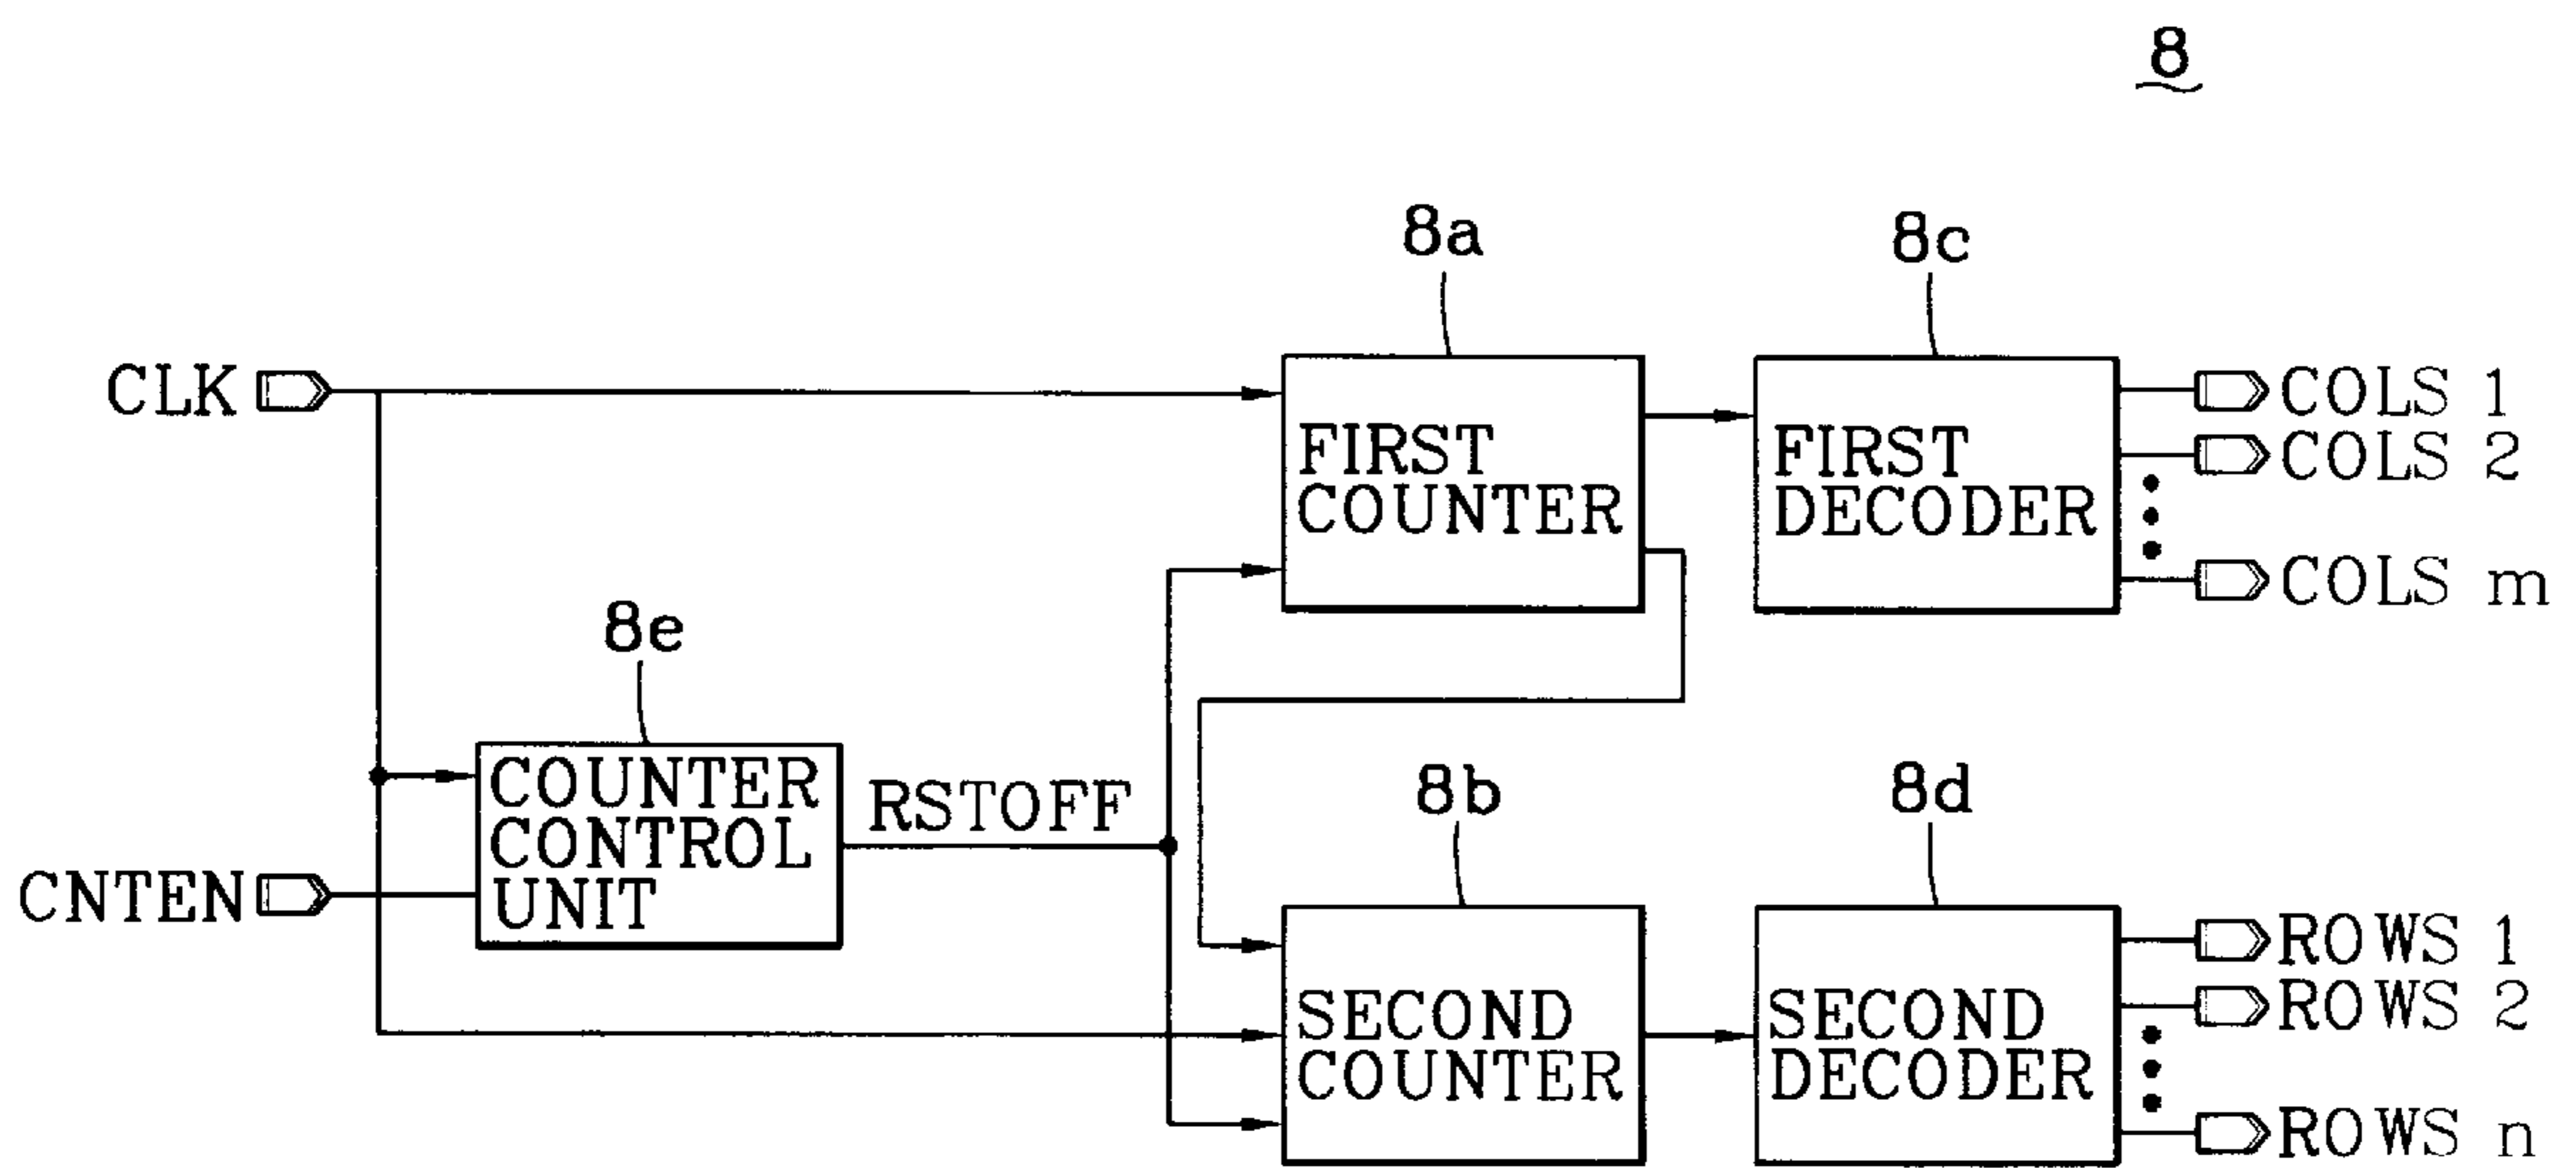 8
8a
8c
CLK
FIRST
COUNTER
FIRST
DECODER
COLS 1
COLS 2
COLS m
8e
COUNTER
CONTROL
UNIT
RSTOFF
CNTEN
8b
8d
SECOND
COUNTER
SECOND
DECODER
ROWS 1
ROWS 2
ROWS n